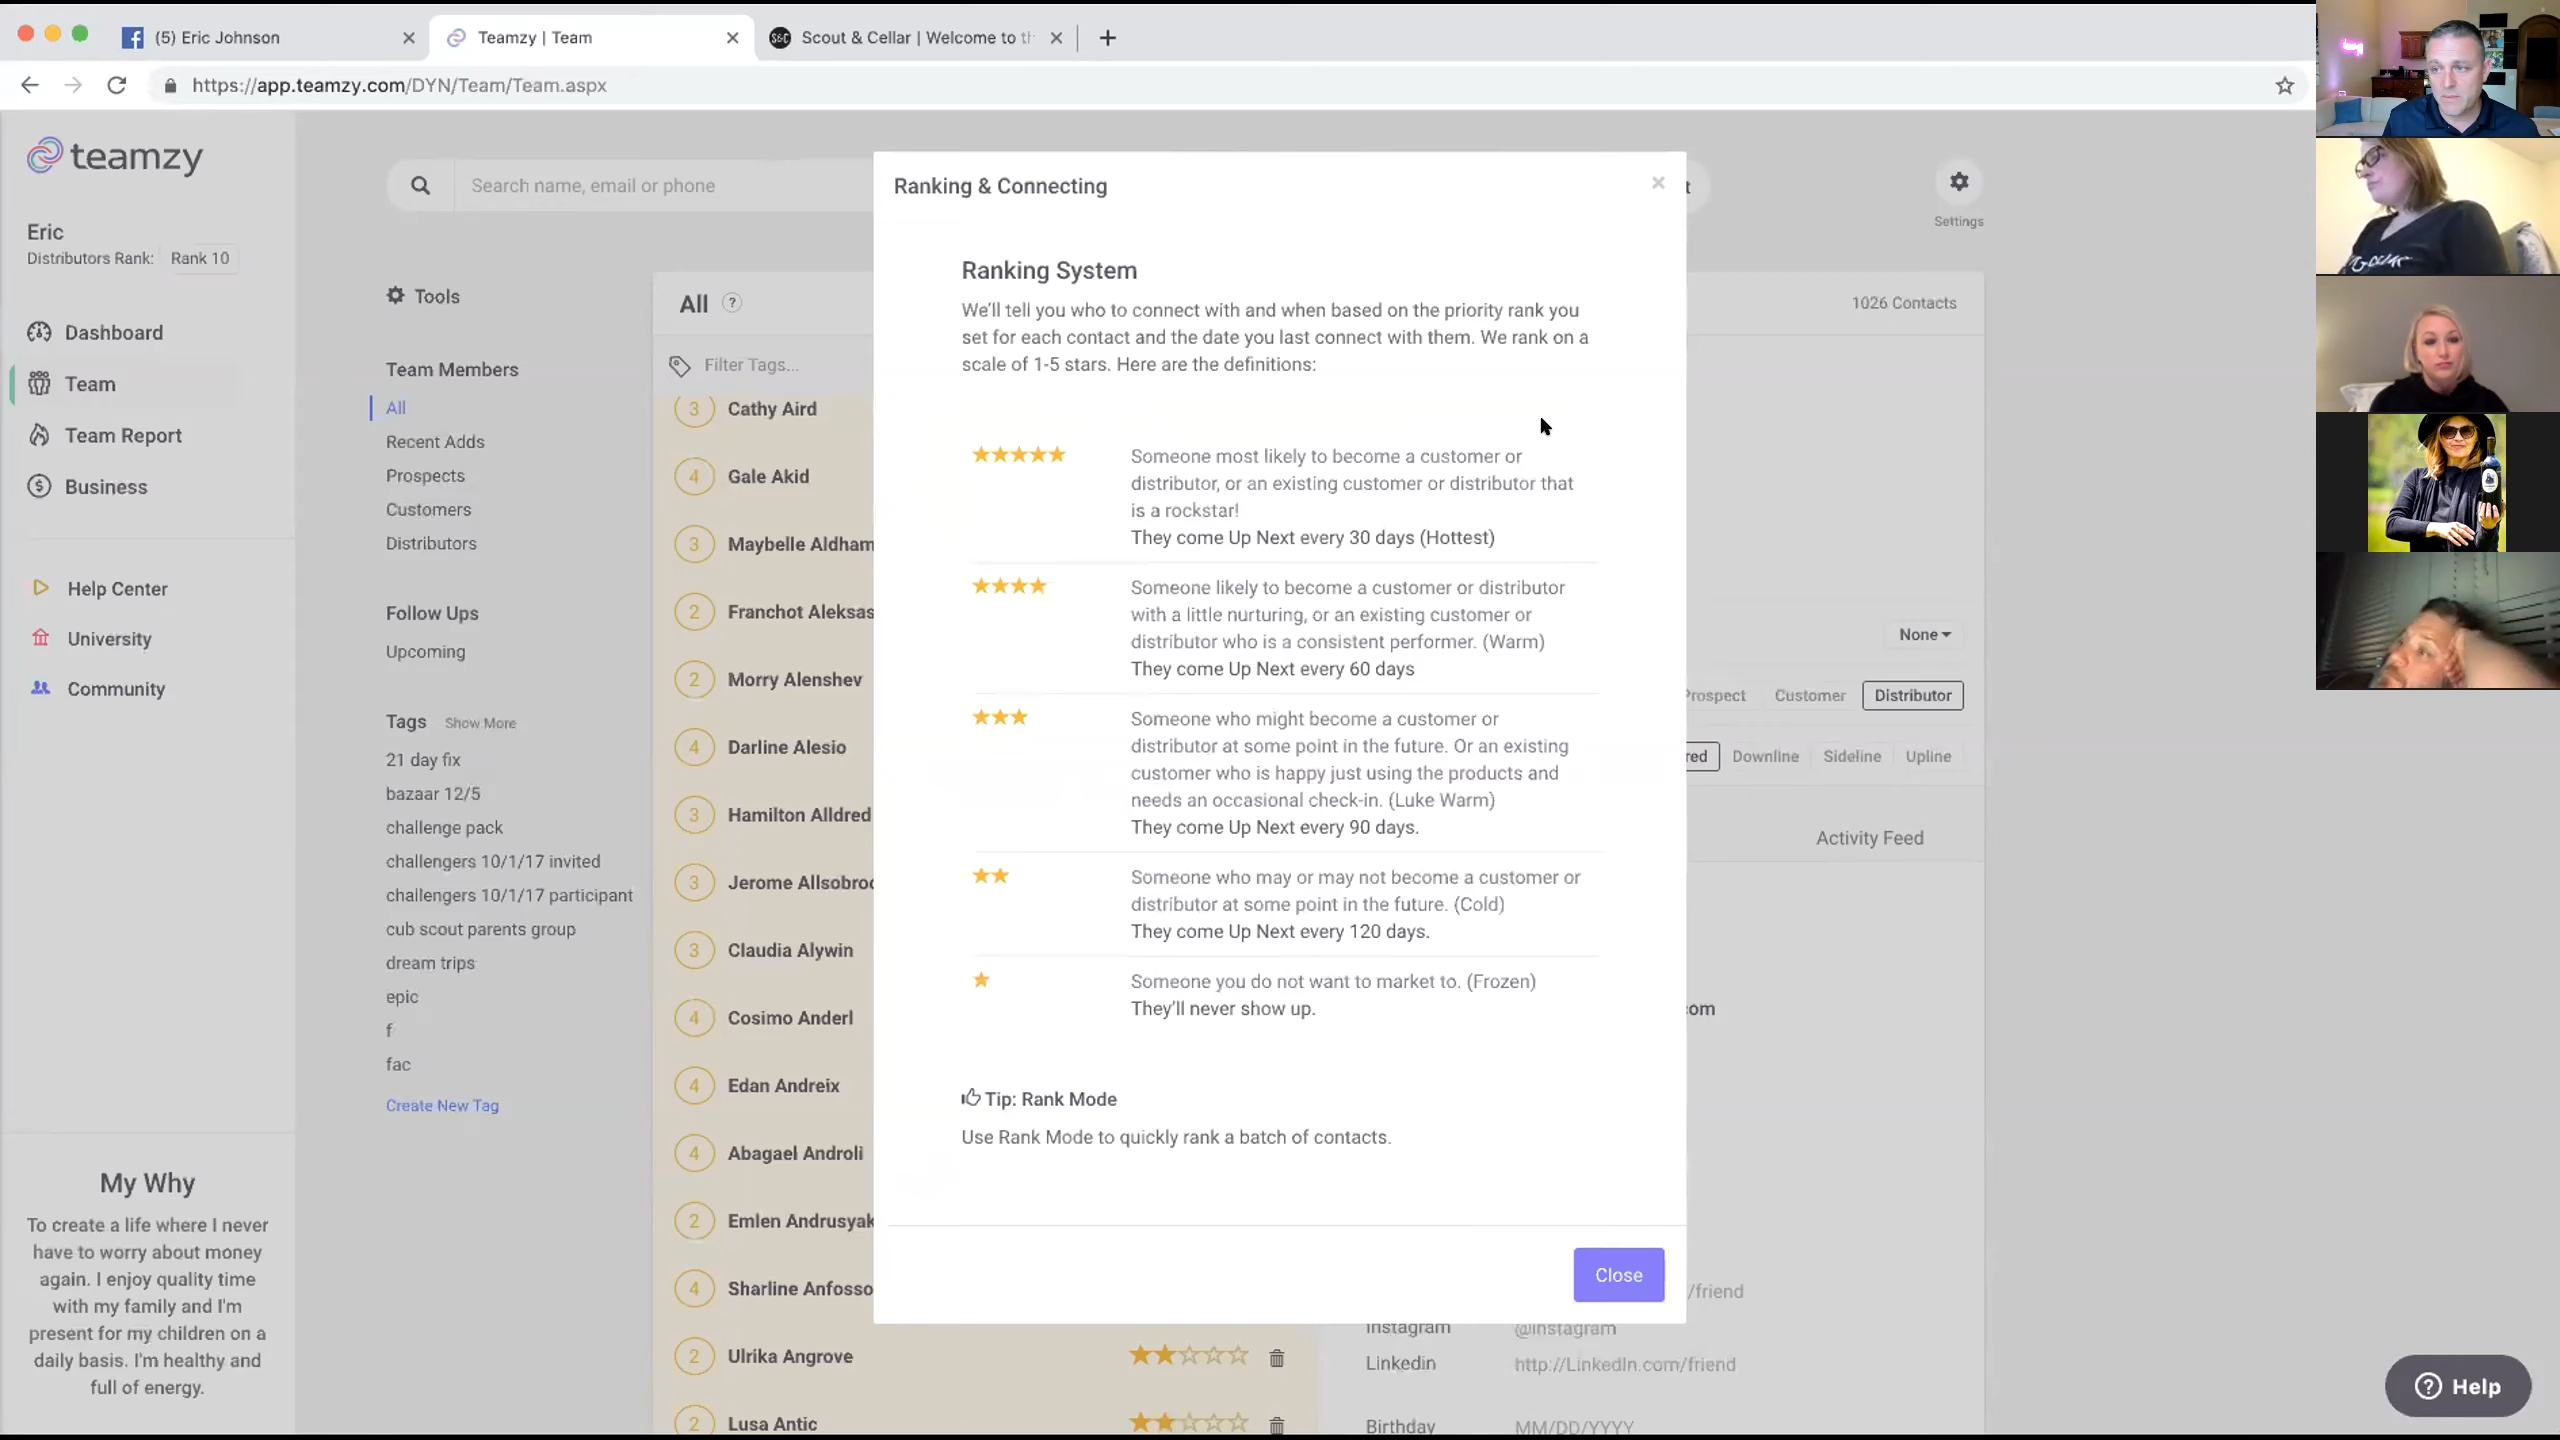 (5) Eric Johnson
Teamzy | Team
Scout & Cellar | Welcome to th
https://app.teamzy.com/DYN/Team/Team.aspx
teamzy
Eric
Distributors Rank: Rank 10
Dashboard
Team
Team Report
Business
Help Center
University
Community
My Why
To create a life where I never
have to worry about money
again. I enjoy quality time
with my family and I'm
present for my children on a
daily basis. I'm healthy and
full of energy.
Search name, email or phone
Settings
Tools
Team Members
All
Recent Adds
Prospects
Customers
Distributors
Follow Ups
Upcoming
Tags Show More
21 day fix
bazaar 12/5
challenge pack
challengers 10/1/17 invited
challengers 10/1/17 participant
cub scout parents group
dream trips
epic
f
fac
Create New Tag
All ?
1026 Contacts
Filter Tags...
3 Cathy Aird
4 Gale Akid
3 Maybelle Aldham
2 Franchot Aleksas
2 Morry Alenshev
4 Darline Alesio
3 Hamilton Alldred
3 Jerome Allsobroo
3 Claudia Alywin
4 Cosimo Anderl
4 Edan Andreix
4 Abagael Androli
2 Emlen Andrusyak
4 Sharline Anfosso
2 Ulrika Angrove
2 Lusa Antic
Ranking & Connecting
Ranking System
We'll tell you who to connect with and when based on the priority rank you
set for each contact and the date you last connect with them. We rank on a
scale of 1-5 stars. Here are the definitions:
Someone most likely to become a customer or
distributor, or an existing customer or distributor that
is a rockstar!
They come Up Next every 30 days (Hottest)
Someone likely to become a customer or distributor
with a little nurturing, or an existing customer or
distributor who is a consistent performer. (Warm)
They come Up Next every 60 days
Someone who might become a customer or
distributor at some point in the future. Or an existing
customer who is happy just using the products and
needs an occasional check-in. (Luke Warm)
They come Up Next every 90 days.
Someone who may or may not become a customer or
distributor at some point in the future. (Cold)
They come Up Next every 120 days.
Someone you do not want to market to. (Frozen)
They'll never show up.
Tip: Rank Mode
Use Rank Mode to quickly rank a batch of contacts.
Close
t
None
Prospect Customer Distributor
red Downline Sideline Upline
Activity Feed
com
/friend
Instagram @instagram
Linkedin http://LinkedIn.com/friend
Birthday MM/DD/YYYY
Help